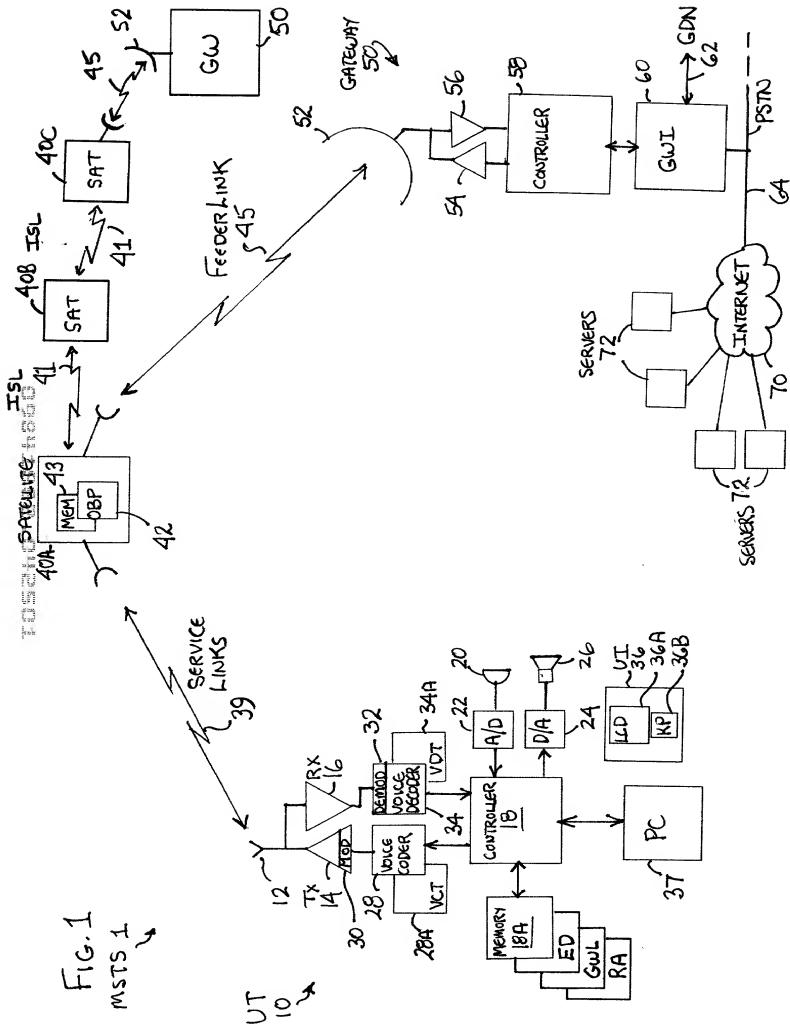 FIG. 1
MSTS 1
UT
10
12
Tx
14
MOD
30
RX
16
28
VOICE
CODER
VCT
28A
DEMOD
32
VOICE
DECODER
34
VDT
34A
CONTROLLER
18
MEMORY
18A
ED
GWL
RA
A/D
22
20
D/A
24
26
PC
37
UI
36
LCD
36A
KP
36B
SERVICE
LINKS
39
SATELLITE
40A
MEM
43
OBP
42
ISL
41
40B
SAT
ISL
41
40C
SAT
45
52
GW
50
FEEDER LINK
45
GATEWAY
50
52
54
56
CONTROLLER
58
GWI
60
GDN
62
PSTN
64
INTERNET
70
SERVERS
72
SERVERS 72